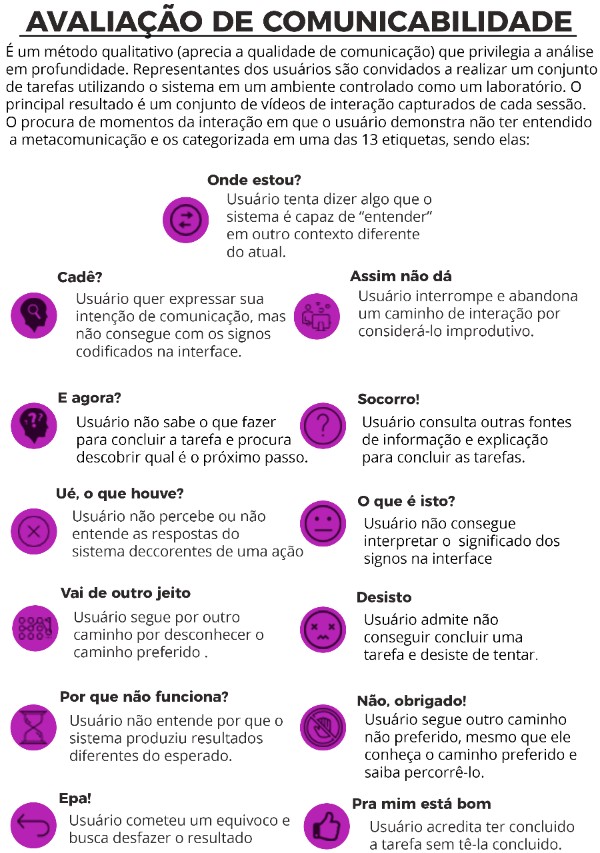 AVALIAÇÃO DE COMUNICABILIDADE
É um método qualitativo (aprecia a qualidade de comunicação) que privilegia a análise
em profundidade. Representantes dos usuários são convidados a realizar um conjunto
de tarefas utilizando o sistema em um ambiente controlado como um laboratório. O
principal resultado é um conjunto de vídeos de interação capturados de cada sessão.
O procura de momentos da interação em que o usuário demonstra não ter entendido
a metacomunicação e os categorizada em uma das 13 etiquetas, sendo elas:
Onde estou?
Usuário tenta dizer algo que o
sistema é capaz de “entender”
em outro contexto diferente
do atual.
Cadê?
Usuário quer expressar sua
intenção de comunicação, mas
não consegue com os signos
codificados na interface.
Assim não dá
Usuário interrompe e abandona
um caminho de interação por
considerá-lo improdutivo.
E agora?
Usuário não sabe o que fazer
para concluir a tarefa e procura
descobrir qual é o próximo passo.
Socorro!
Usuário consulta outras fontes
de informação e explicação
para concluir as tarefas.
Ué, o que houve?
Usuário não percebe ou não
entende as respostas do
sistema deccorentes de uma ação
O que é isto?
Usuário não consegue
interpretar o significado dos
signos na interface
Vai de outro jeito
Usuário segue por outro
caminho por desconhecer o
caminho preferido .
Desisto
Usuário admite não
conseguir concluir uma
tarefa e desiste de tentar.
Por que não funciona?
Usuário não entende por que o
sistema produziu resultados
diferentes do esperado.
Não, obrigado!
Usuário segue outro caminho
não preferido, mesmo que ele
conheça o caminho preferido e
saiba percorrê-lo.
Epa!
Usuário cometeu um equivoco e
busca desfazer o resultado
Pra mim está bom
Usuário acredita ter concluido
a tarefa sem tê-la concluido.